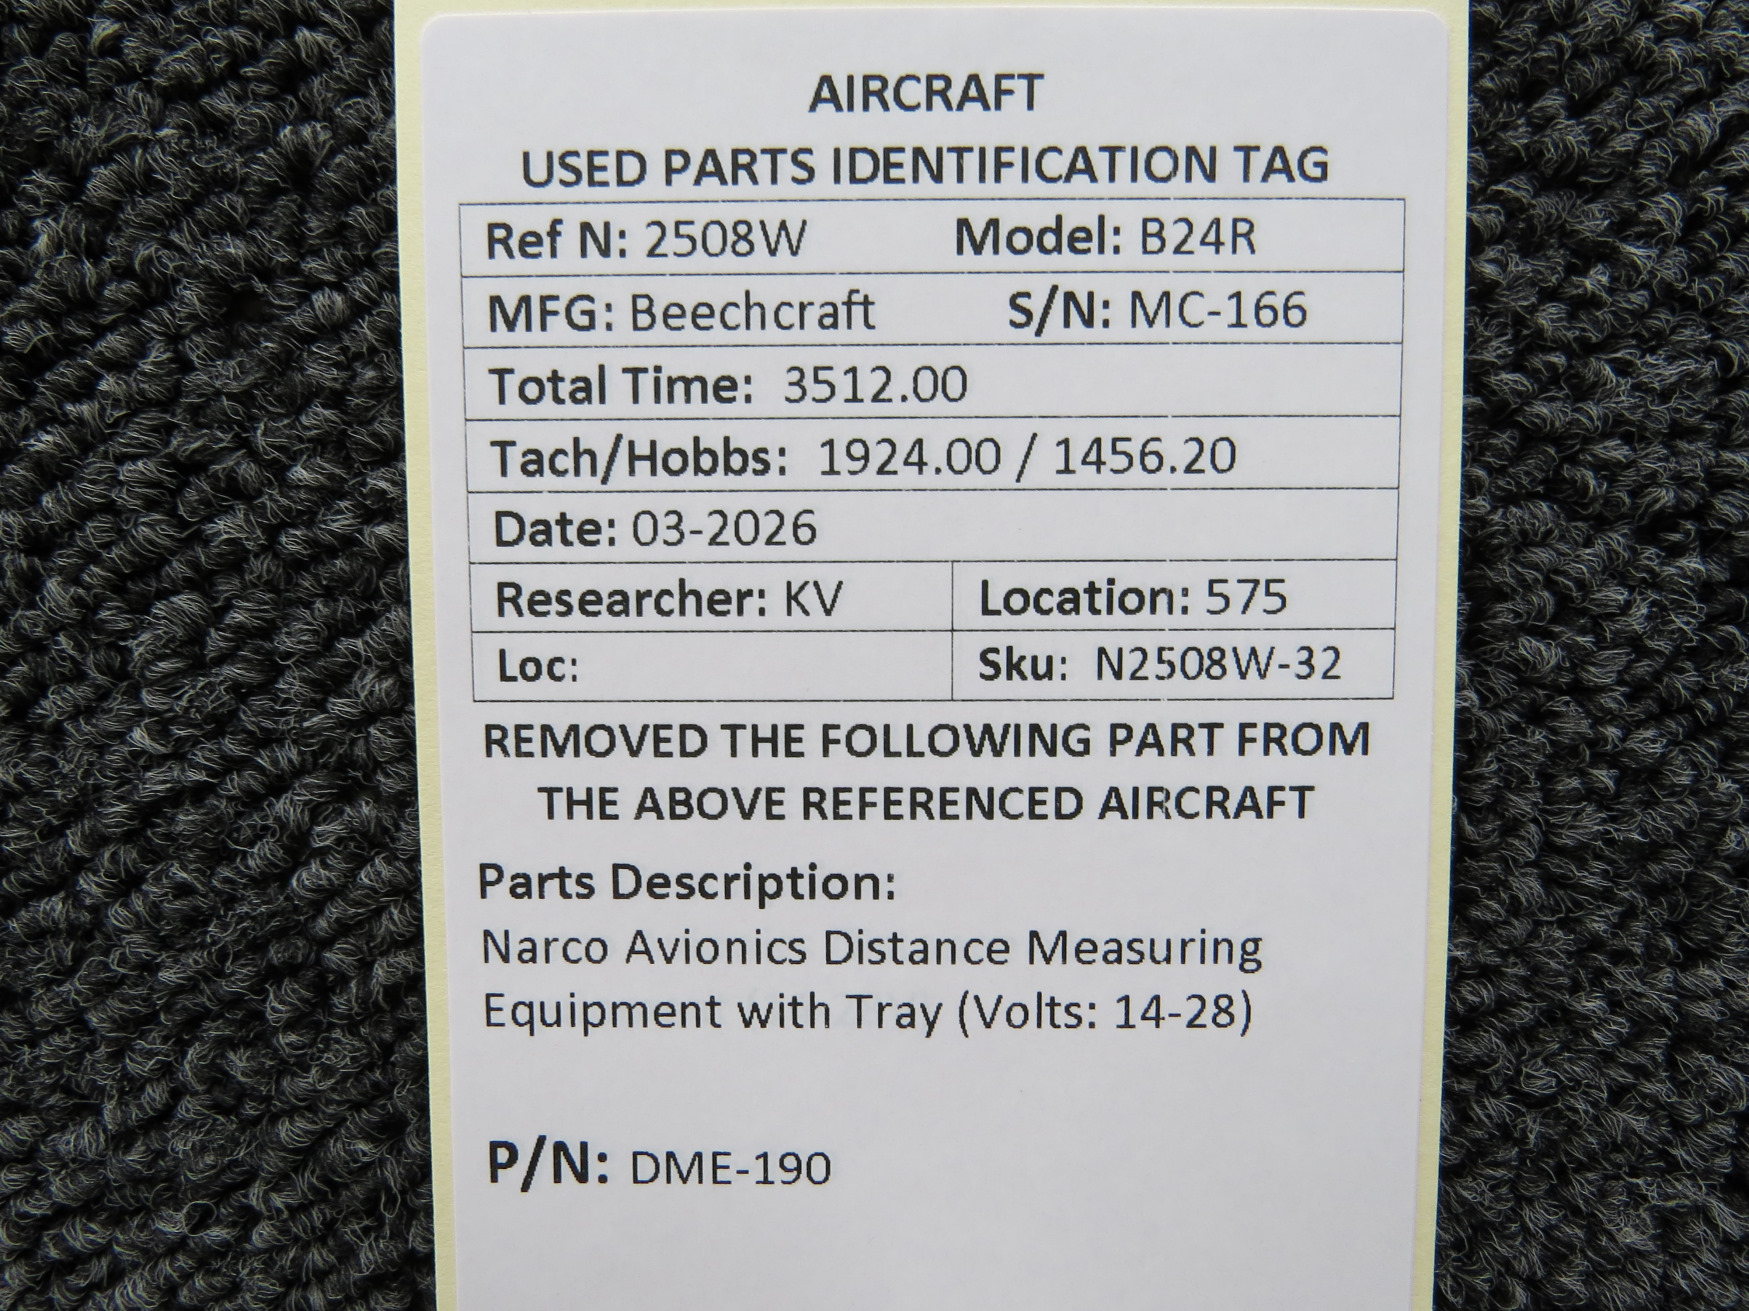 AIRCRAFT
USED PARTS IDENTIFICATION TAG
Ref N: 2508W Model: B24R
MFG: Beechcraft S/N: MC-166
Total Time: 3512.00
Tach/Hobbs: 1924.00 / 1456.20
Date: 03-2026
Researcher: KV Location: 575
Loc: Sku: N2508W-32
REMOVED THE FOLLOWING PART FROM
THE ABOVE REFERENCED AIRCRAFT
Parts Description:
Narco Avionics Distance Measuring
Equipment with Tray (Volts: 14-28)
P/N: DME-190